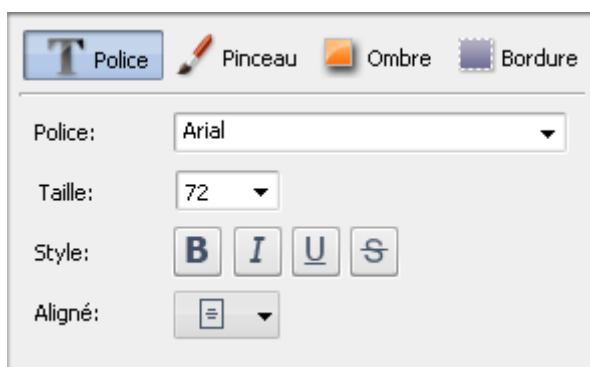 Police Pinceau Ombre Bordure
Police: Arial
Taille: 72
Style: B I U S
Aligné: